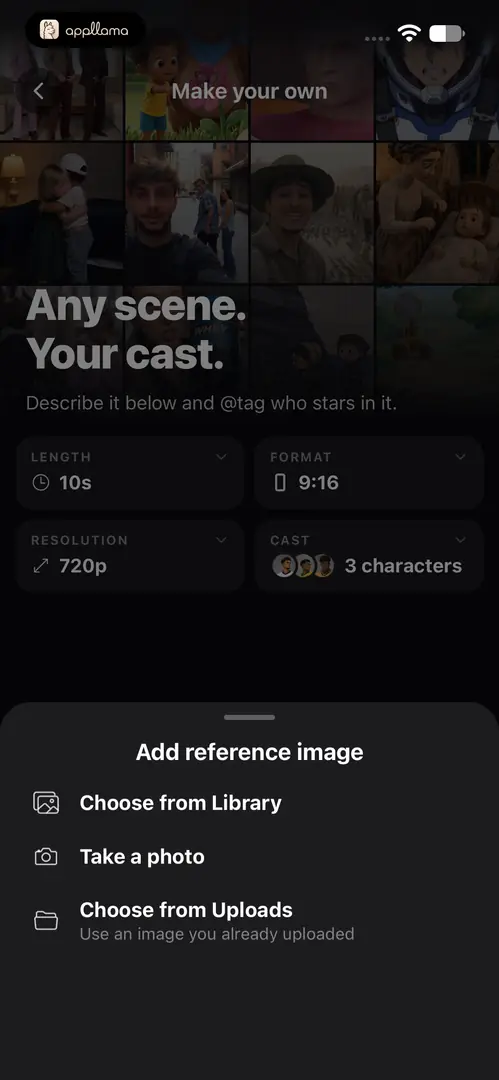 appllama
Make your own
Any scene.
Your cast.
Describe it below and @tag who stars in it.
LENGTH
10s
FORMAT
9:16
RESOLUTION
720p
CAST
3 characters
Add reference image
Choose from Library
Take a photo
Choose from Uploads
Use an image you already uploaded